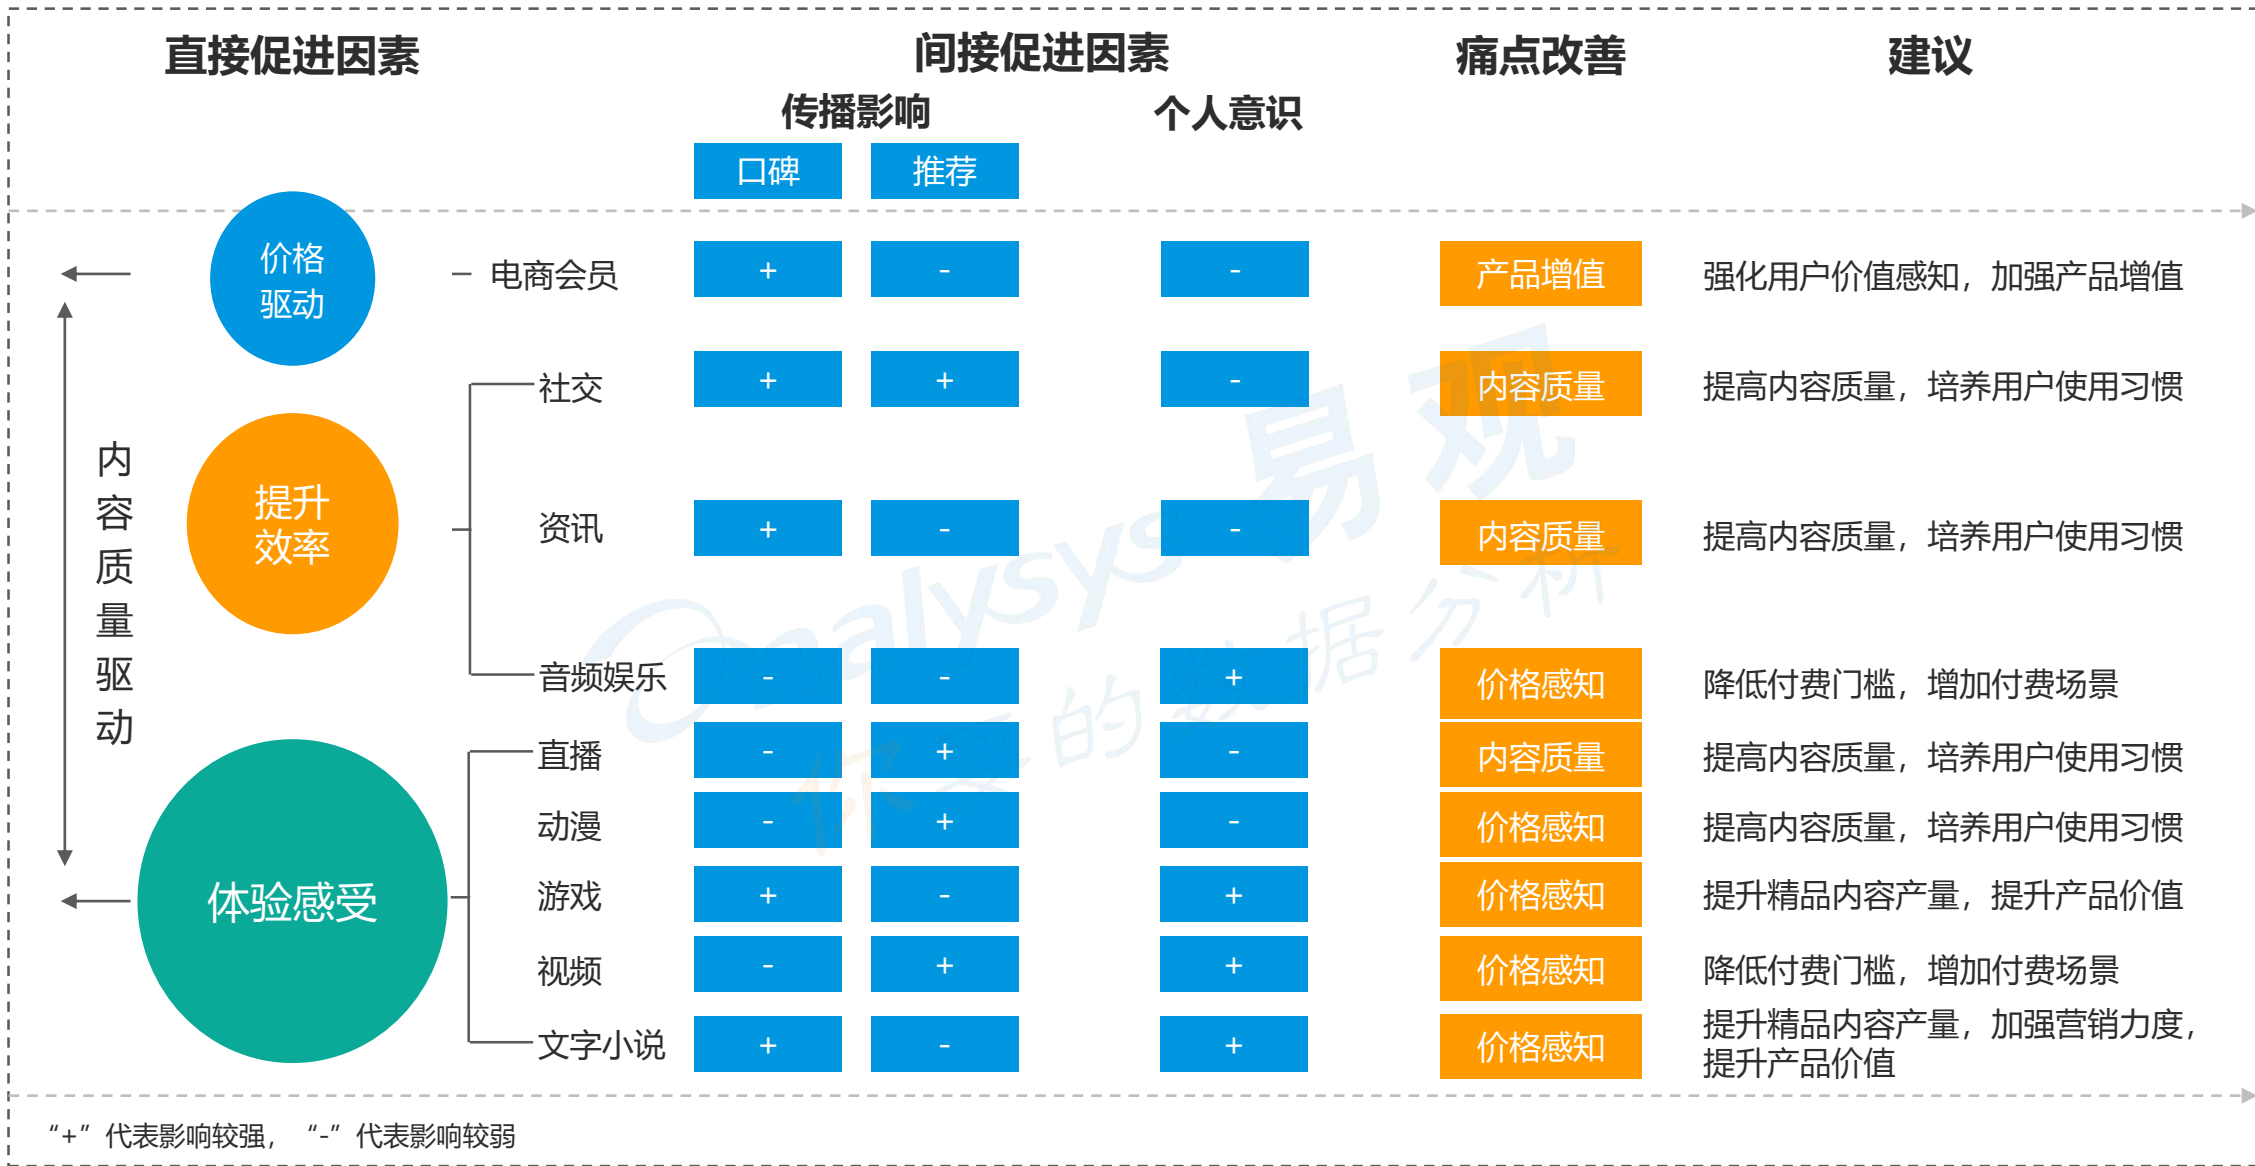 直接促进因素
间接促进因素
痛点改善
建议
传播影响
个人意识
口碑
推荐
内容质量驱动
价格
驱动
电商会员
+
-
-
产品增值
强化用户价值感知，加强产品增值
提升
效率
社交
+
+
-
内容质量
提高内容质量，培养用户使用习惯
资讯
+
-
-
内容质量
提高内容质量，培养用户使用习惯
音频娱乐
-
-
+
价格感知
降低付费门槛，增加付费场景
体验感受
直播
-
+
-
内容质量
提高内容质量，培养用户使用习惯
动漫
-
+
-
价格感知
提高内容质量，培养用户使用习惯
游戏
+
-
+
价格感知
提升精品内容产量，提升产品价值
视频
-
+
+
价格感知
降低付费门槛，增加付费场景
文字小说
+
-
+
价格感知
提升精品内容产量，加强营销力度，
提升产品价值
“+”代表影响较强，“-”代表影响较弱
nalysys 易观
你要的数据分析